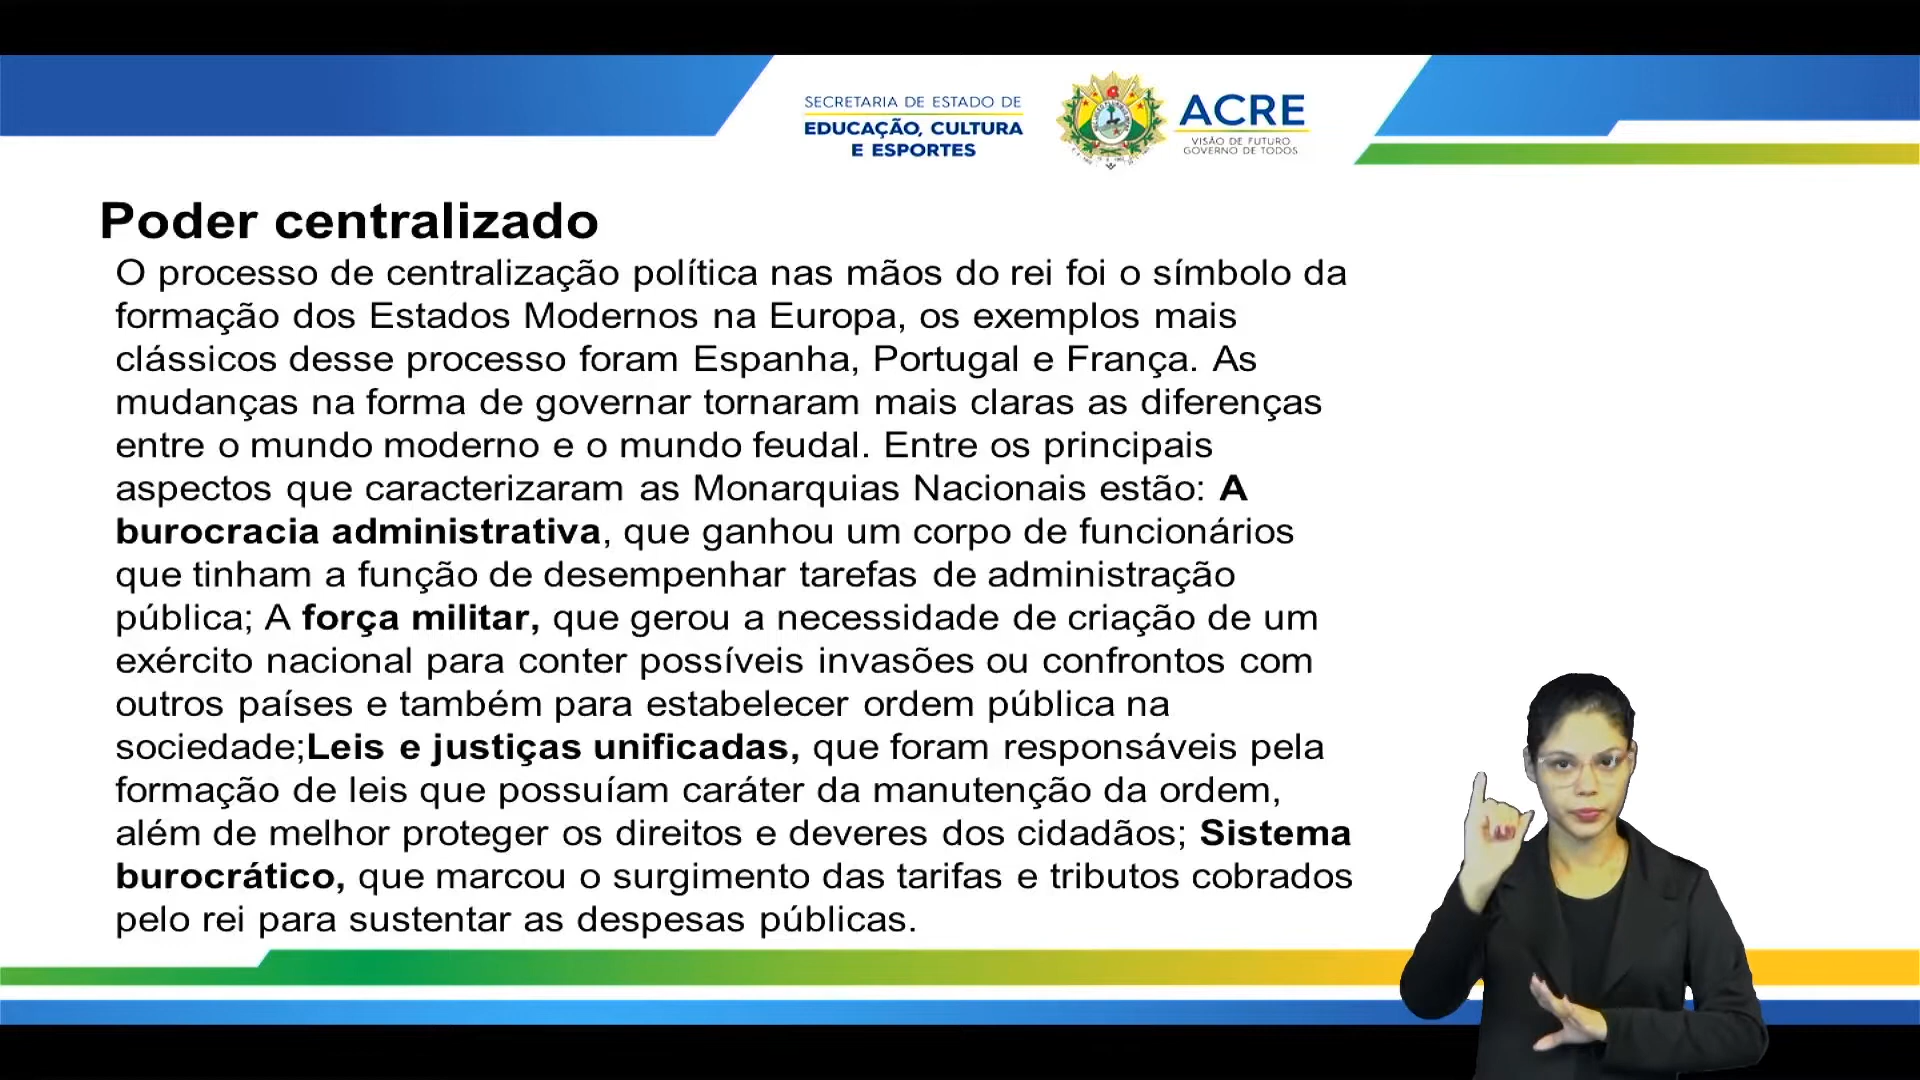 SECRETARIA DE ESTADO DE
EDUCAÇÃO, CULTURA
E ESPORTES
ACRE
VISÃO DE FUTURO
GOVERNO DE TODOS
Poder centralizado
O processo de centralização política nas mãos do rei foi o símbolo da
formação dos Estados Modernos na Europa, os exemplos mais
clássicos desse processo foram Espanha, Portugal e França. As
mudanças na forma de governar tornaram mais claras as diferenças
entre o mundo moderno e o mundo feudal. Entre os principais
aspectos que caracterizaram as Monarquias Nacionais estão: A
burocracia administrativa, que ganhou um corpo de funcionários
que tinham a função de desempenhar tarefas de administração
pública; A força militar, que gerou a necessidade de criação de um
exército nacional para conter possíveis invasões ou confrontos com
outros países e também para estabelecer ordem pública na
sociedade;Leis e justiças unificadas, que foram responsáveis pela
formação de leis que possuíam caráter da manutenção da ordem,
além de melhor proteger os direitos e deveres dos cidadãos; Sistema
burocrático, que marcou o surgimento das tarifas e tributos cobrados
pelo rei para sustentar as despesas públicas.